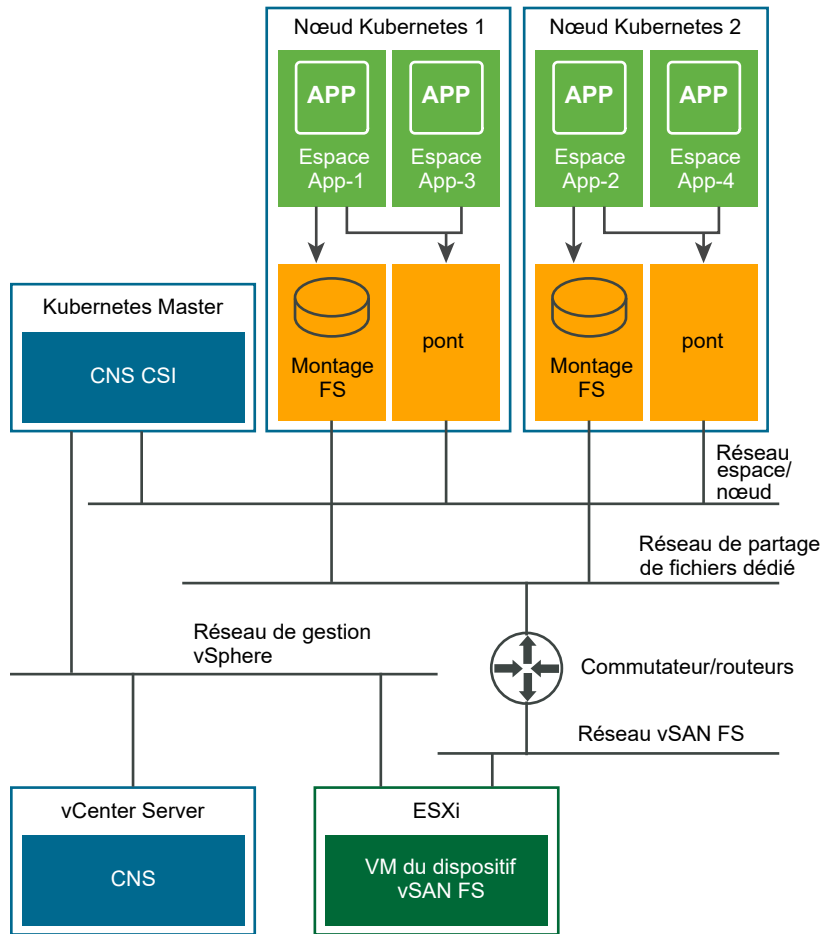 Nœud Kubernetes 1
APP
Espace
App-1
APP
Espace
App-3
Montage
FS
pont
Nœud Kubernetes 2
APP
Espace
App-2
APP
Espace
App-4
Montage
FS
pont
Kubernetes Master
CNS CSI
Réseau
espace/
nœud
Réseau de partage
de fichiers dédié
Réseau de gestion
vSphere
Commutateur/routeurs
Réseau vSAN FS
vCenter Server
CNS
ESXi
VM du dispositif
vSAN FS